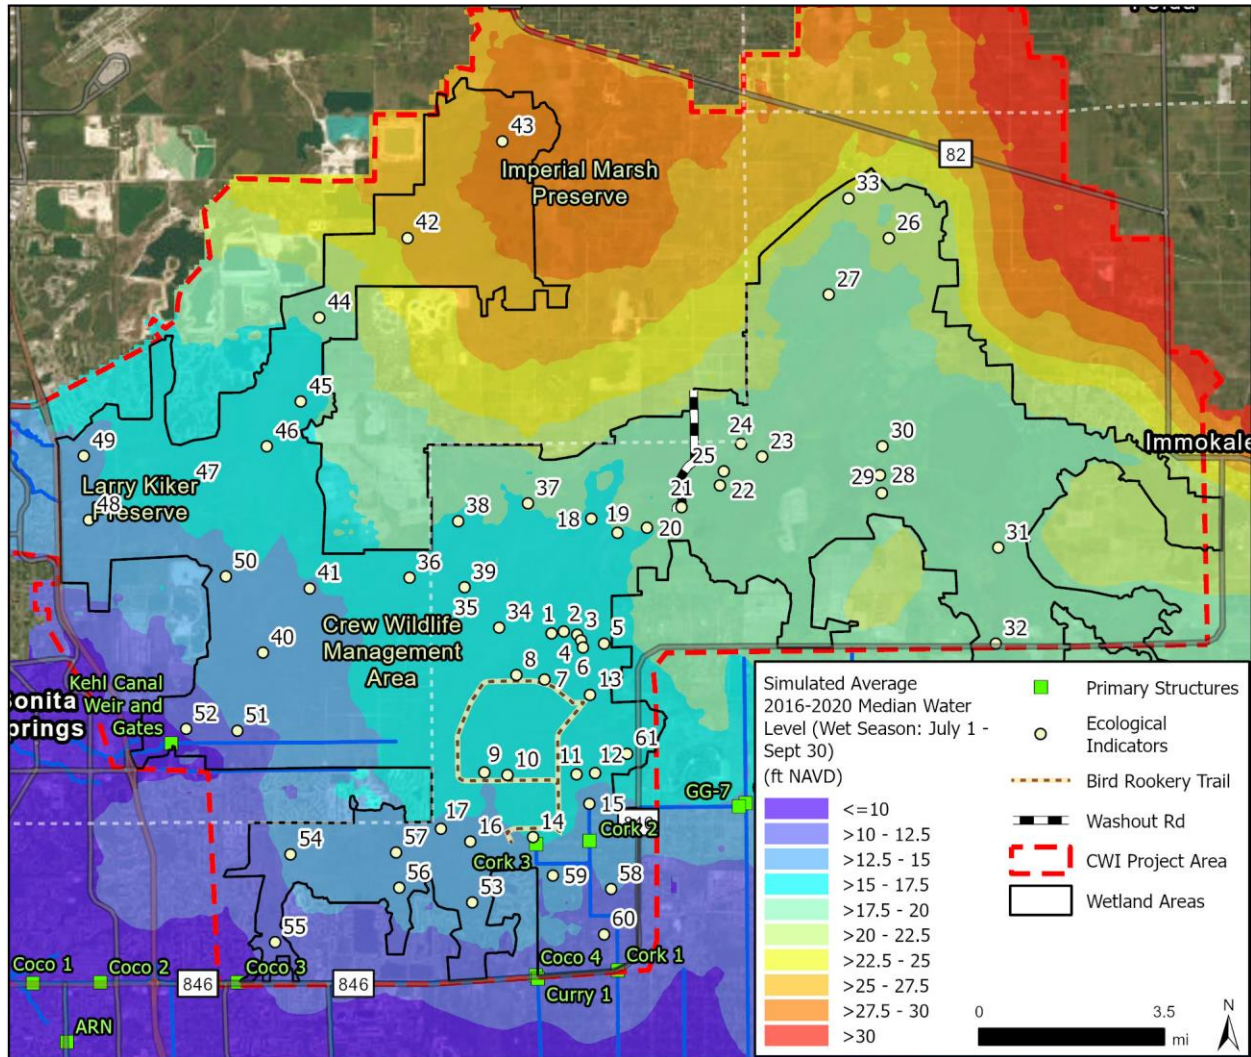 43
Imperial Marsh
Preserve
82
33
26
42
27
44
45
24
30
46
25
23
49
Immokalee
47
Larry Kiker
Preserve
48
29
28
22
21
37
38
18
19
20
31
50
41
36
39
35
34
1
2
3
5
Crew Wildlife
Management
Area
4
6
40
32
8
7
13
Kehl Canal
Weir and
Gates
Bonita
Springs
52
51
9
10
11
12
61
GG-7
15
17
16
14
846
54
57
Cork 2
Cork 3
56
59
58
53
55
60
Coco 1
Coco 2
846
Coco 3
846
Coco 4
Cork 1
Curry 1
ARN
Simulated Average
2016-2020 Median Water
Level (Wet Season: July 1 -
Sept 30)
(ft NAVD)
<=10
>10 - 12.5
>12.5 - 15
>15 - 17.5
>17.5 - 20
>20 - 22.5
>22.5 - 25
>25 - 27.5
>27.5 - 30
>30
Primary Structures
Ecological
Indicators
Bird Rookery Trail
Washout Rd
CWI Project Area
Wetland Areas
0
3.5
mi
N